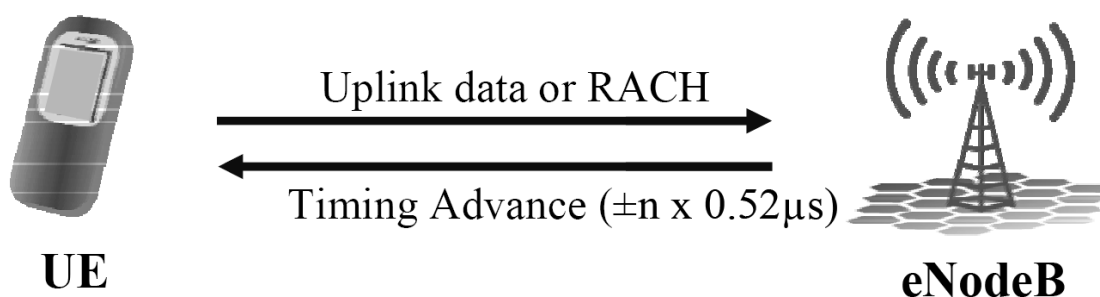 Uplink data or RACH
Timing Advance (±n x 0.52µs)
UE
eNodeB